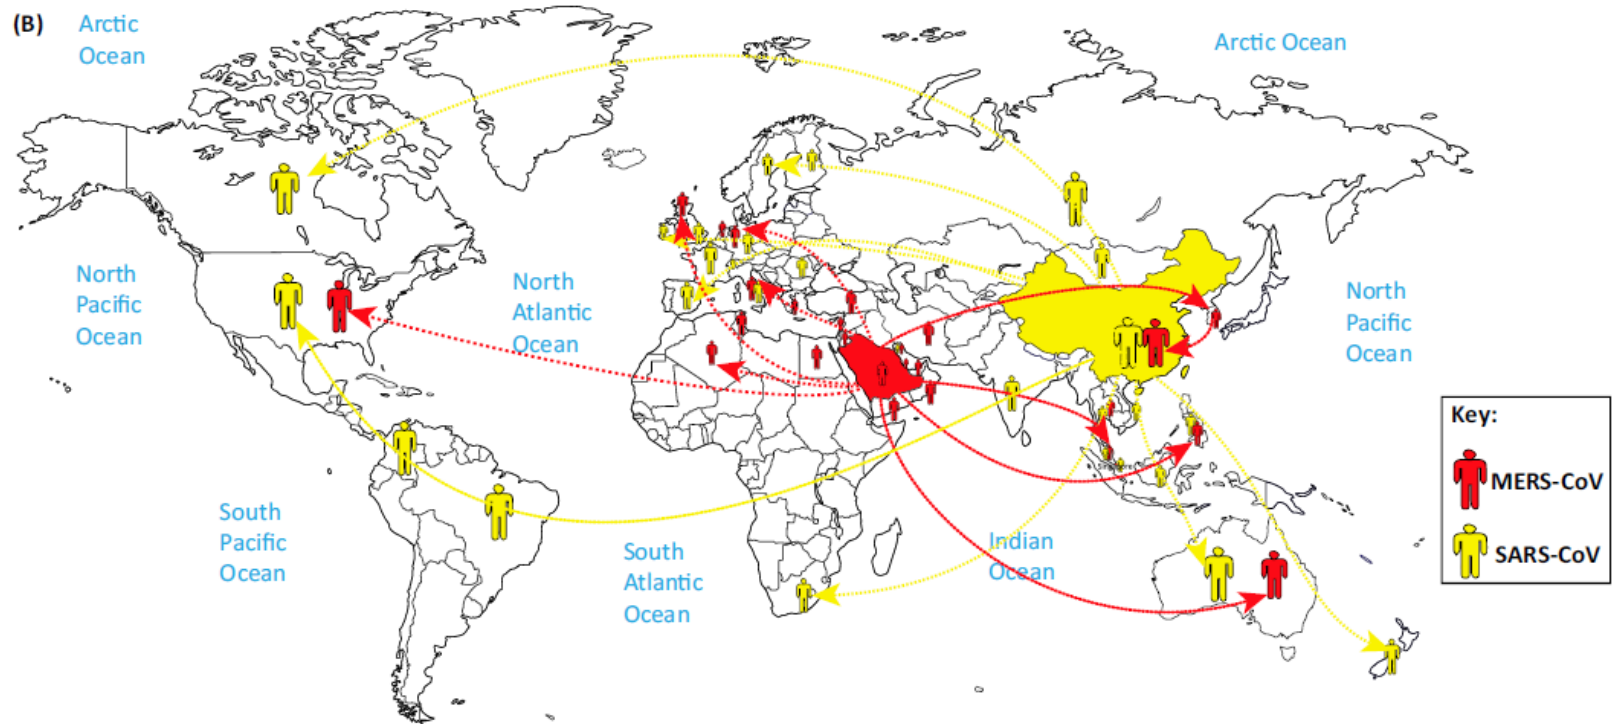 (B)
Arctic
Ocean
Arctic Ocean
North
Pacific
Ocean
North
Atlantic
Ocean
North
Pacific
Ocean
Key:
MERS-CoV
SARS-CoV
Singapore
South
Pacific
Ocean
South
Atlantic
Ocean
Indian
Ocean